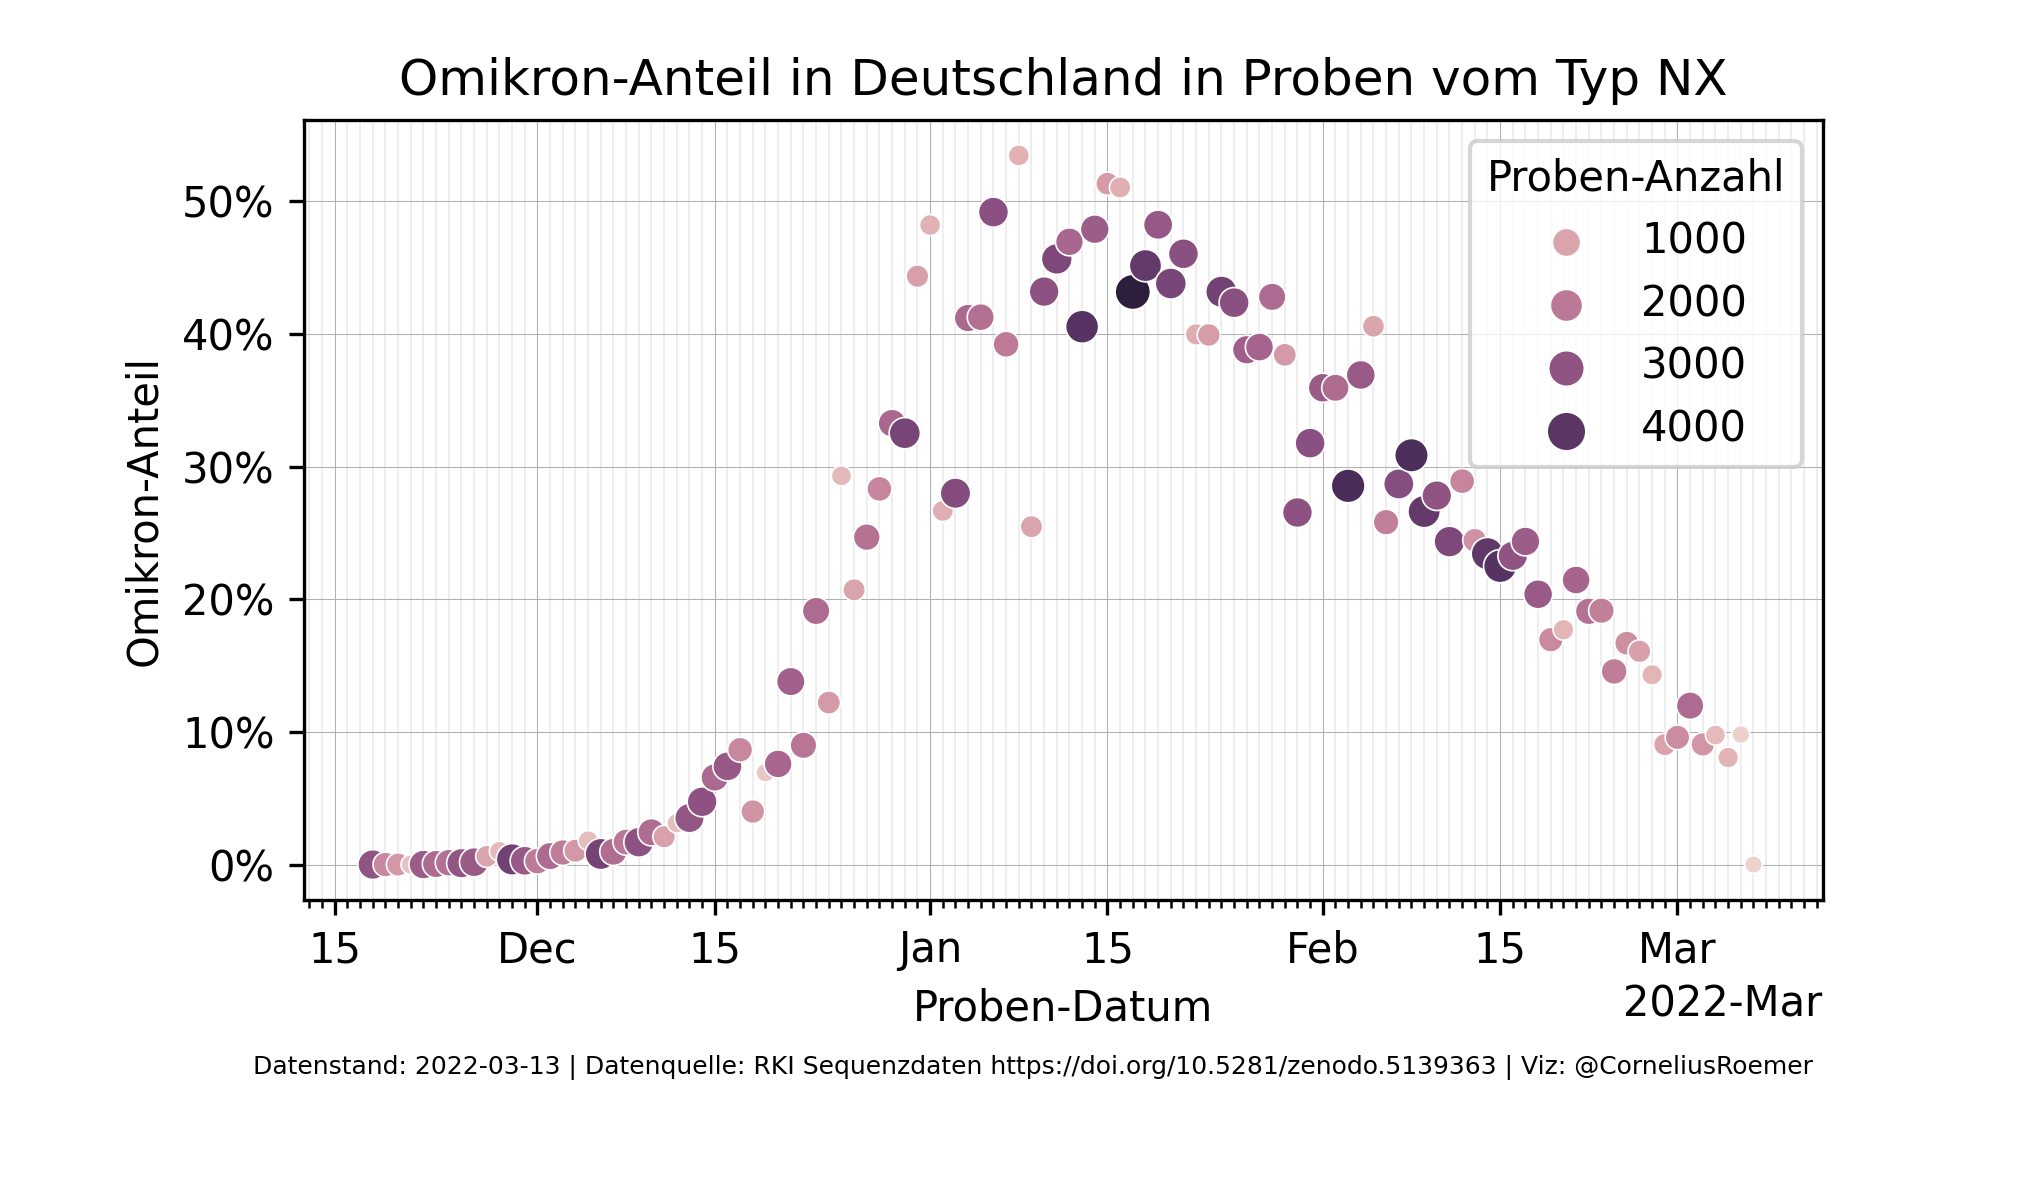 Omikron-Anteil in Deutschland in Proben vom Typ NX
Proben-Anzahl
1000
2000
3000
4000
Omikron-Anteil
50%
40%
30%
20%
10%
0%
15 Dec 15 Jan 15 Feb 15 Mar
2022-Mar
Proben-Datum
Datenstand: 2022-03-13 | Datenquelle: RKI Sequenzdaten https://doi.org/10.5281/zenodo.5139363 | Viz: @CorneliusRoemer